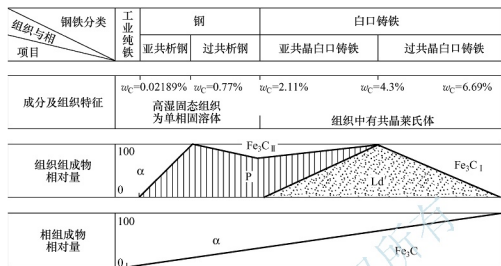 组织与相
钢铁分类
项目
工业纯铁
钢
白口铸铁
亚共析钢
过共析钢
亚共晶白口铸铁
过共晶白口铸铁
成分及组织特征
wC=0.02189%
wC=0.77%
wC=2.11%
wC=4.3%
wC=6.69%
高湿固态组织
为单相固溶体
组织中有共晶莱氏体
组织组成物
相对量
100
0
α
P
Fe3CⅡ
Ld
Fe3CⅠ
相组成物
相对量
100
0
α
Fe3C
所有